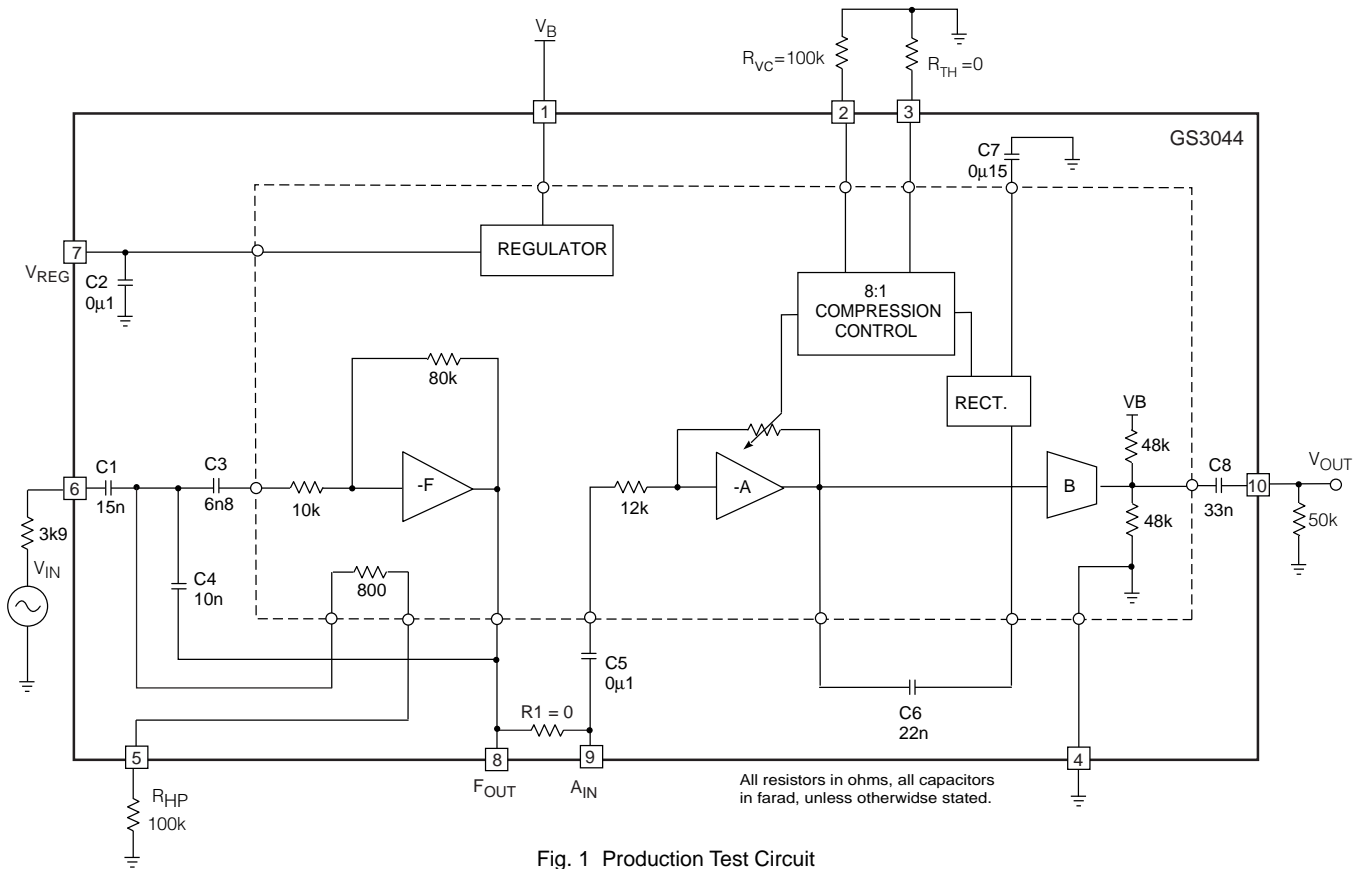 V_B
R_VC=100k
R_TH =0
1
2
3
GS3044
C7
0µ15
7
V_REG
C2
0µ1
REGULATOR
8:1
COMPRESSION
CONTROL
80k
RECT.
VB
48k
6
C1
15n
C3
6n8
10k
-F
12k
-A
B
48k
C8
33n
10
V_OUT
50k
3k9
V_IN
C4
10n
800
C5
0µ1
R1 = 0
C6
22n
5
8
9
4
F_OUT
A_IN
R_HP
100k
All resistors in ohms, all capacitors
in farad, unless otherwidse stated.
Fig. 1 Production Test Circuit